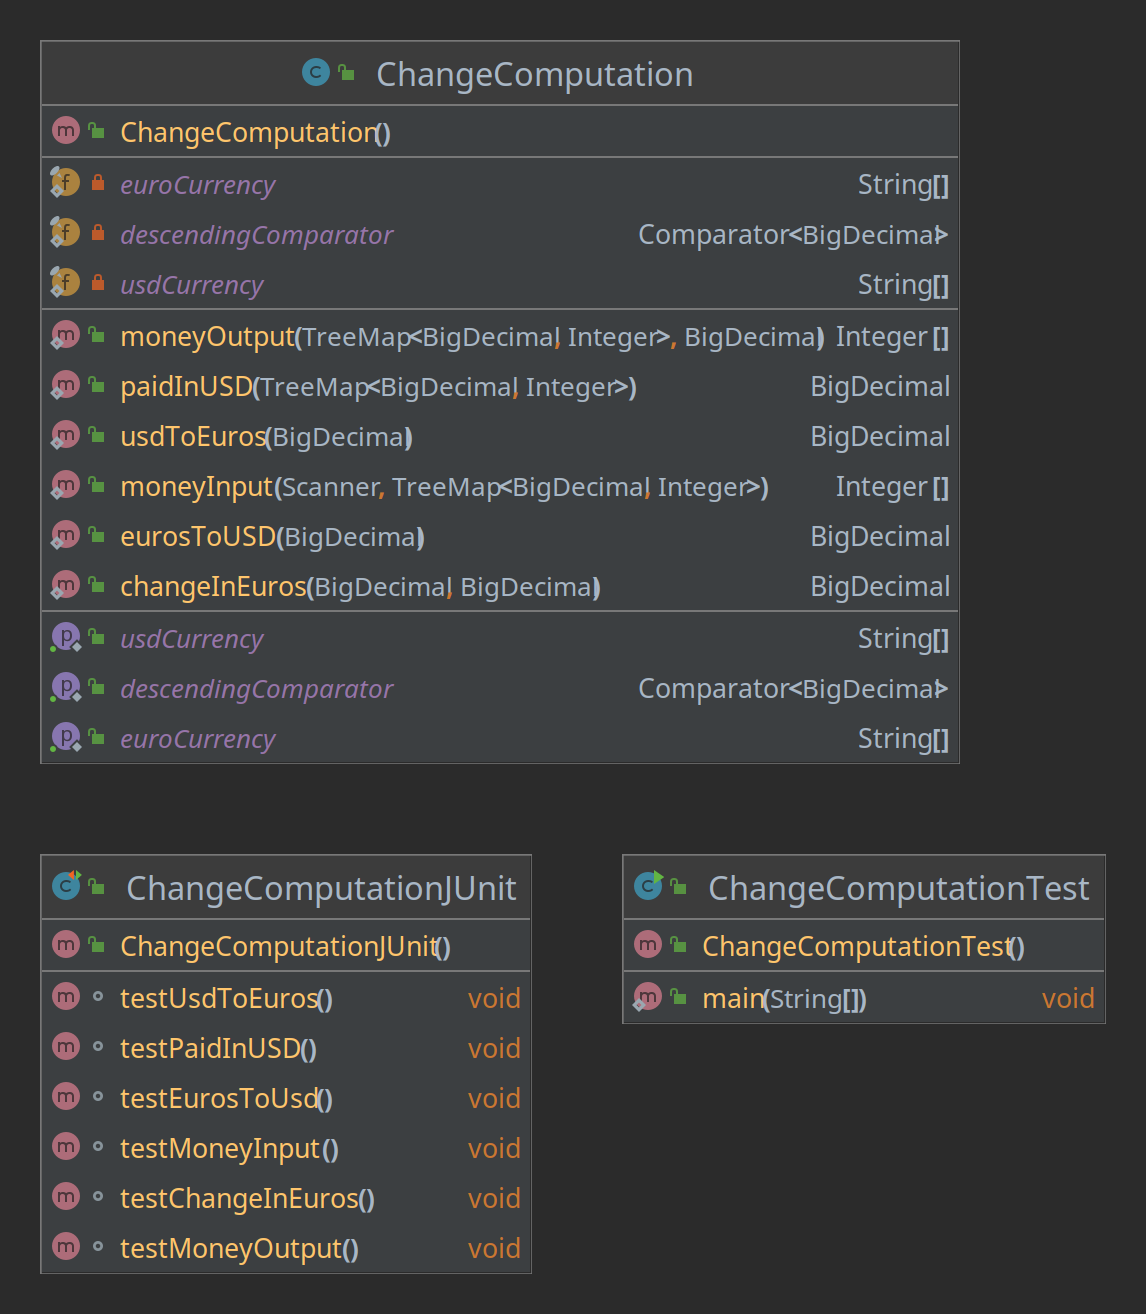 ChangeComputation
ChangeComputation()
euroCurrency String[]
descendingComparator Comparator<BigDecimal>
usdCurrency String[]
moneyOutput(TreeMap<BigDecimal, Integer>, BigDecimal) Integer[]
paidInUSD(TreeMap<BigDecimal, Integer>) BigDecimal
usdToEuros(BigDecimal) BigDecimal
moneyInput(Scanner, TreeMap<BigDecimal, Integer>) Integer[]
eurosToUSD(BigDecimal) BigDecimal
changeInEuros(BigDecimal, BigDecimal) BigDecimal
usdCurrency String[]
descendingComparator Comparator<BigDecimal>
euroCurrency String[]
ChangeComputationJUnit
ChangeComputationJUnit()
testUsdToEuros() void
testPaidInUSD() void
testEurosToUsd() void
testMoneyInput() void
testChangeInEuros() void
testMoneyOutput() void
ChangeComputationTest
ChangeComputationTest()
main(String[]) void